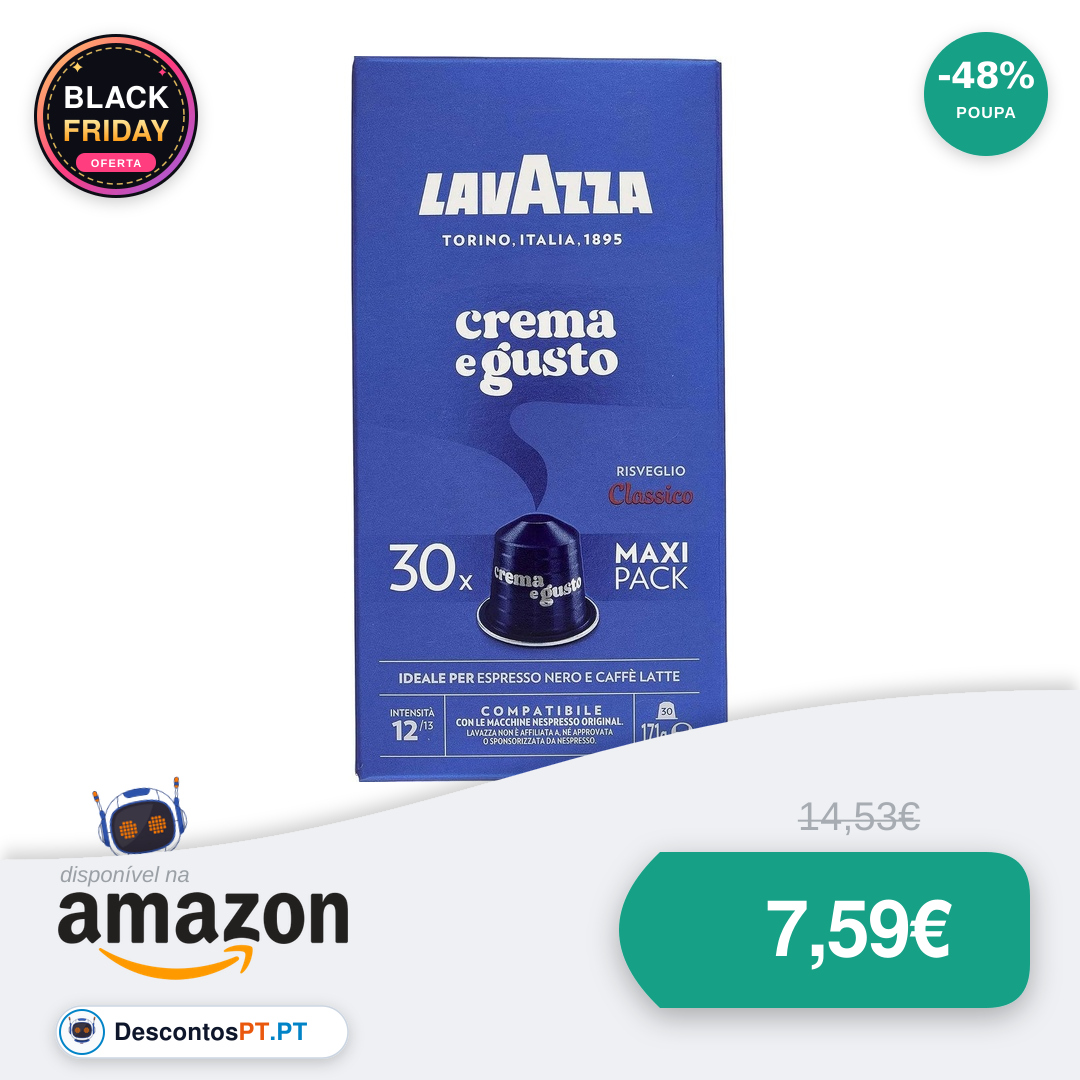 BLACK
FRIDAY
OFERTA
-48%
POUPA
LAVAZZA
TORINO, ITALIA, 1895
crema
e gusto
RISVEGLIO
Classico
30x
MAXI
PACK
crema
e gusto
IDEALE PER ESPRESSO NERO E CAFFÈ LATTE
INTENSITÀ
12/13
COMPATIBILE
CON LE MACCHINE NESPRESSO ORIGINAL.
LAVAZZA NON È AFFILIATA A, NÉ APPROVATA
O SPONSORIZZATA DA NESPRESSO.
30
171g
14,53€
7,59€
disponível na
amazon
DescontosPT.PT